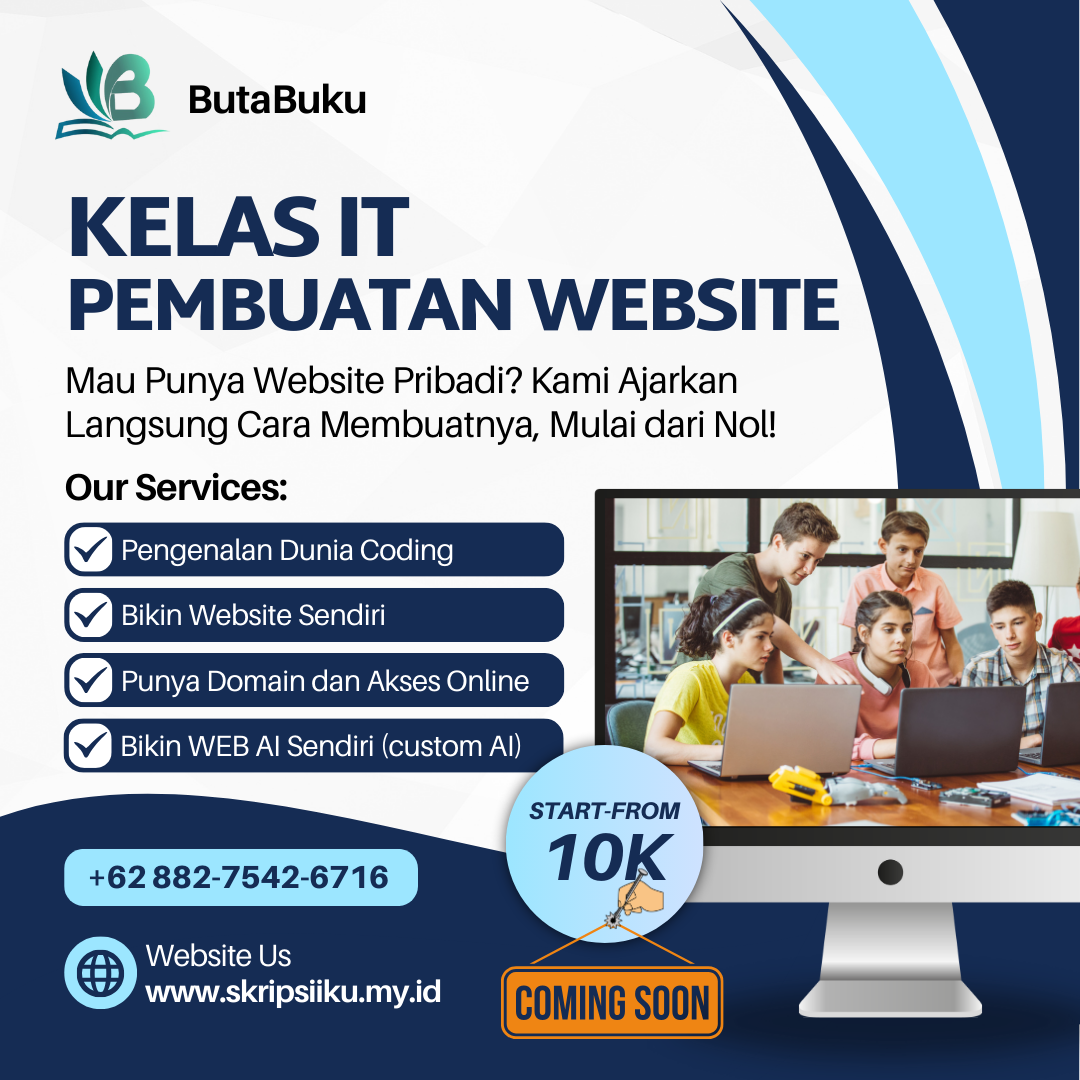 ButaBuku
KELAS IT
PEMBUATAN WEBSITE
Mau Punya Website Pribadi? Kami Ajarkan
Langsung Cara Membuatnya, Mulai dari Nol!
Our Services:
Pengenalan Dunia Coding
Bikin Website Sendiri
Punya Domain dan Akses Online
Bikin WEB AI Sendiri (custom AI)
START-FROM
10K
+62 882-7542-6716
Website Us
www.skripsiiku.my.id
COMING SOON